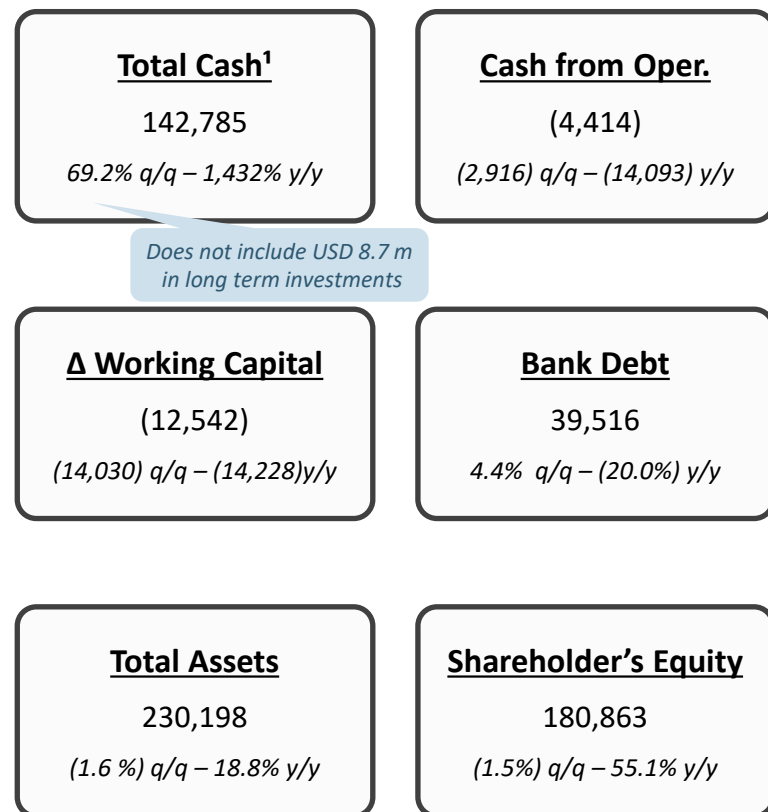 Total Cash¹
142,785
69.2% q/q – 1,432% y/y
Cash from Oper.
(4,414)
(2,916) q/q – (14,093) y/y
Does not include USD 8.7 m
in long term investments
Δ Working Capital
(12,542)
(14,030) q/q – (14,228)y/y
Bank Debt
39,516
4.4%  q/q – (20.0%) y/y
Total Assets
230,198
(1.6 %) q/q – 18.8% y/y
Shareholder’s Equity
180,863
(1.5%) q/q – 55.1% y/y